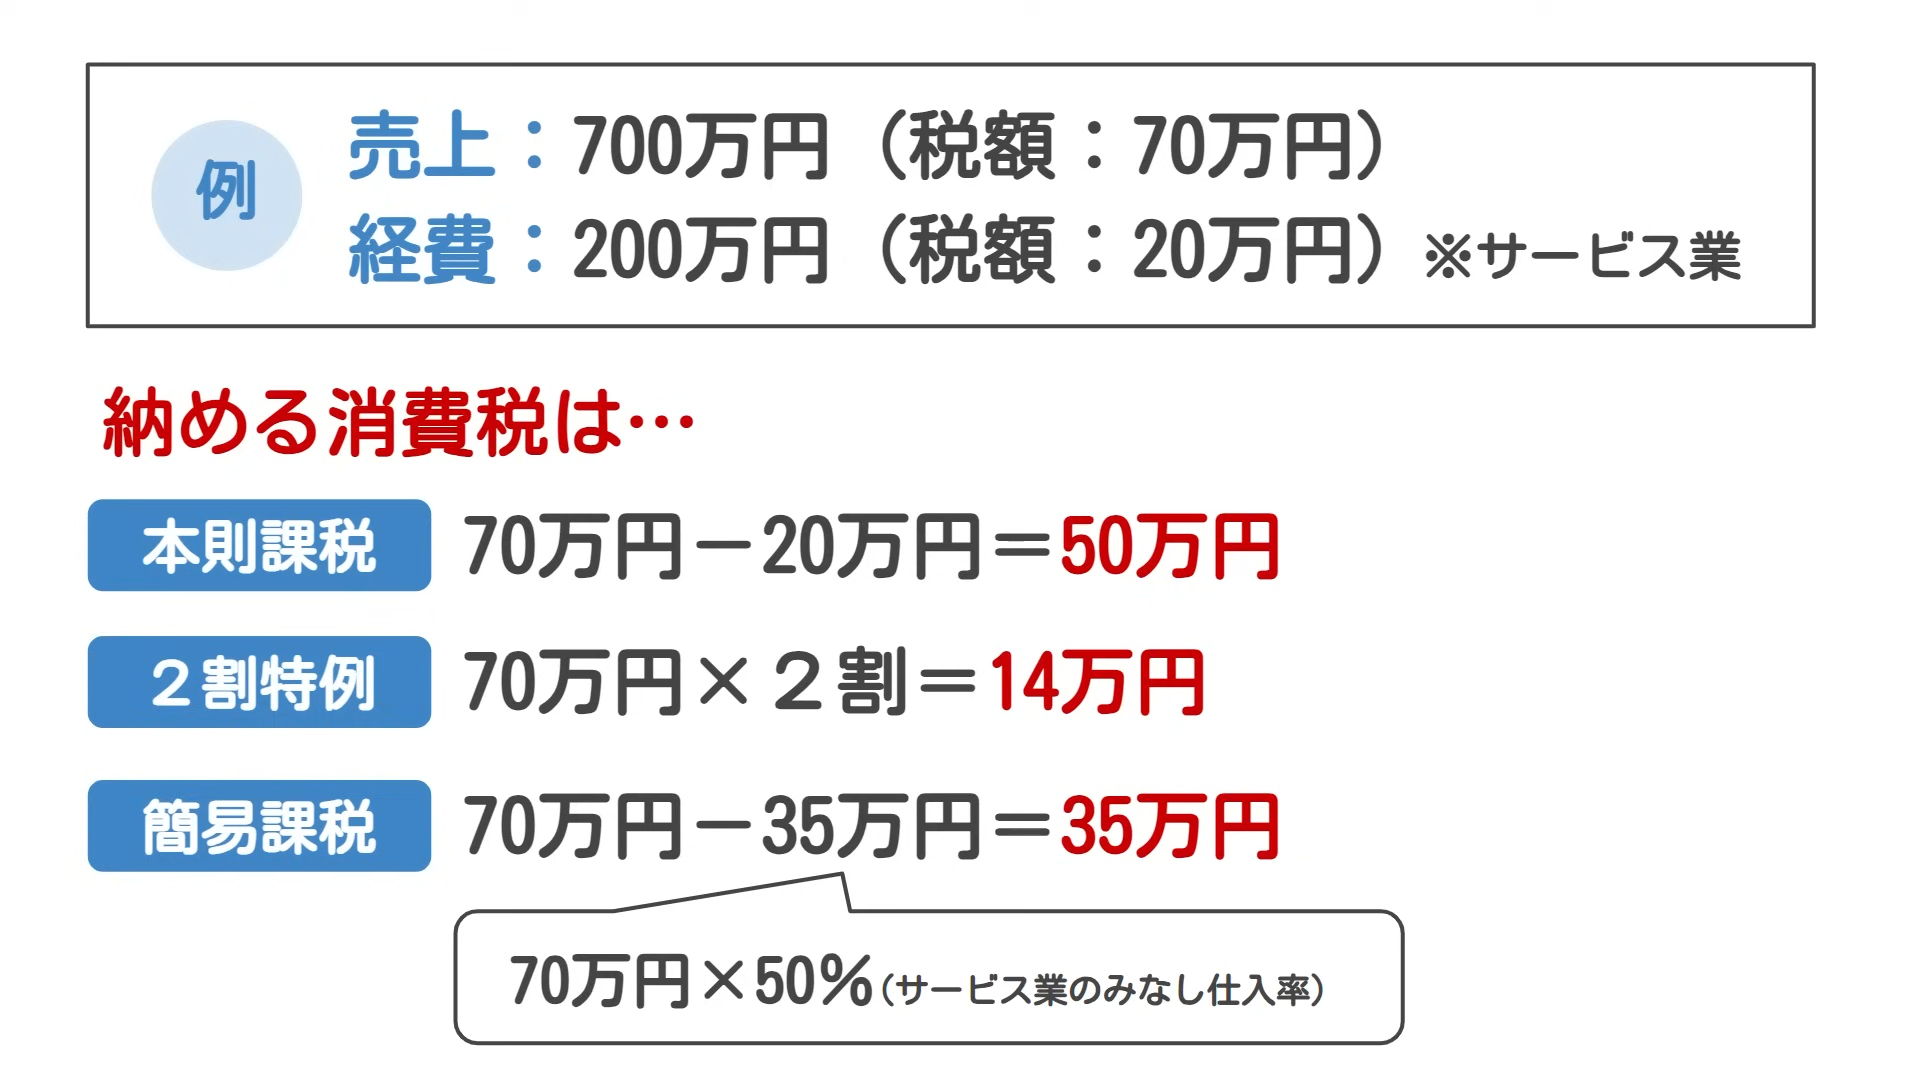 例
売上：700万円（税額：70万円）
経費：200万円（税額：20万円）※サービス業
納める消費税は…
本則課税 70万円－20万円＝50万円
２割特例 70万円×２割＝14万円
簡易課税 70万円－35万円＝35万円
70万円×50％（サービス業のみなし仕入率）